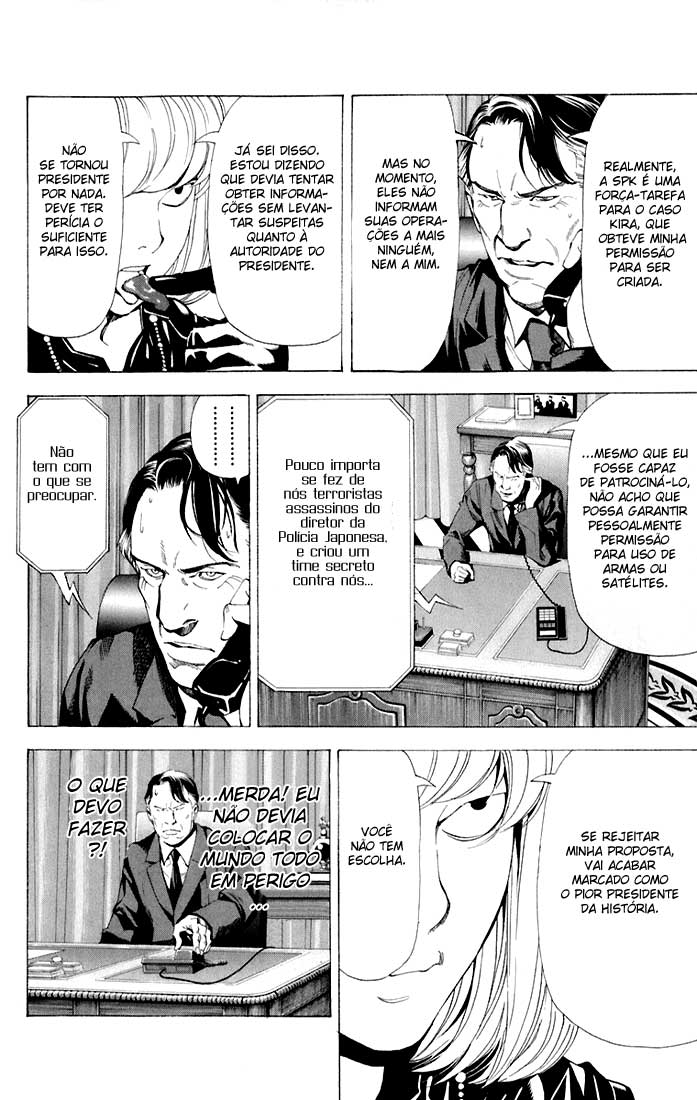 REALMENTE,
A SPK É UMA
FORÇA-TAREFA
PARA O CASO
KIRA, QUE
OBTEVE MINHA
PERMISSÃO
PARA SER
CRIADA.
MAS NO
MOMENTO,
ELES NÃO
INFORMAM
SUAS OPERA-
ÇÕES A MAIS
NINGUÉM,
NEM A MIM.
JÁ SEI DISSO.
ESTOU DIZENDO
QUE DEVIA TENTAR
OBTER INFORMA-
ÇÕES SEM LEVAN-
TAR SUSPEITAS
QUANTO À
AUTORIDADE DO
PRESIDENTE.
NÃO
SE TORNOU
PRESIDENTE
POR NADA.
DEVE TER
PERÍCIA O
SUFICIENTE
PARA ISSO.
...MESMO QUE EU
FOSSE CAPAZ
DE PATROCINÁ-LO,
NÃO ACHO QUE
POSSA GARANTIR
PESSOALMENTE
PERMISSÃO
PARA USO DE
ARMAS OU
SATÉLITES.
Pouco importa
se fez de
nós terroristas
assassinos do
diretor da
Polícia Japonesa,
e criou um
time secreto
contra nós...
........
Não
tem com
o que se
preocupar.
SE REJEITAR
MINHA PROPOSTA,
VAI ACABAR
MARCADO COMO
O PIOR PRESIDENTE
DA HISTÓRIA.
VOCÊ
NÃO TEM
ESCOLHA.
...MERDA! EU
NÃO DEVIA
COLOCAR O
MUNDO TODO
EM PERIGO
...
O QUE
DEVO
FAZER
?!